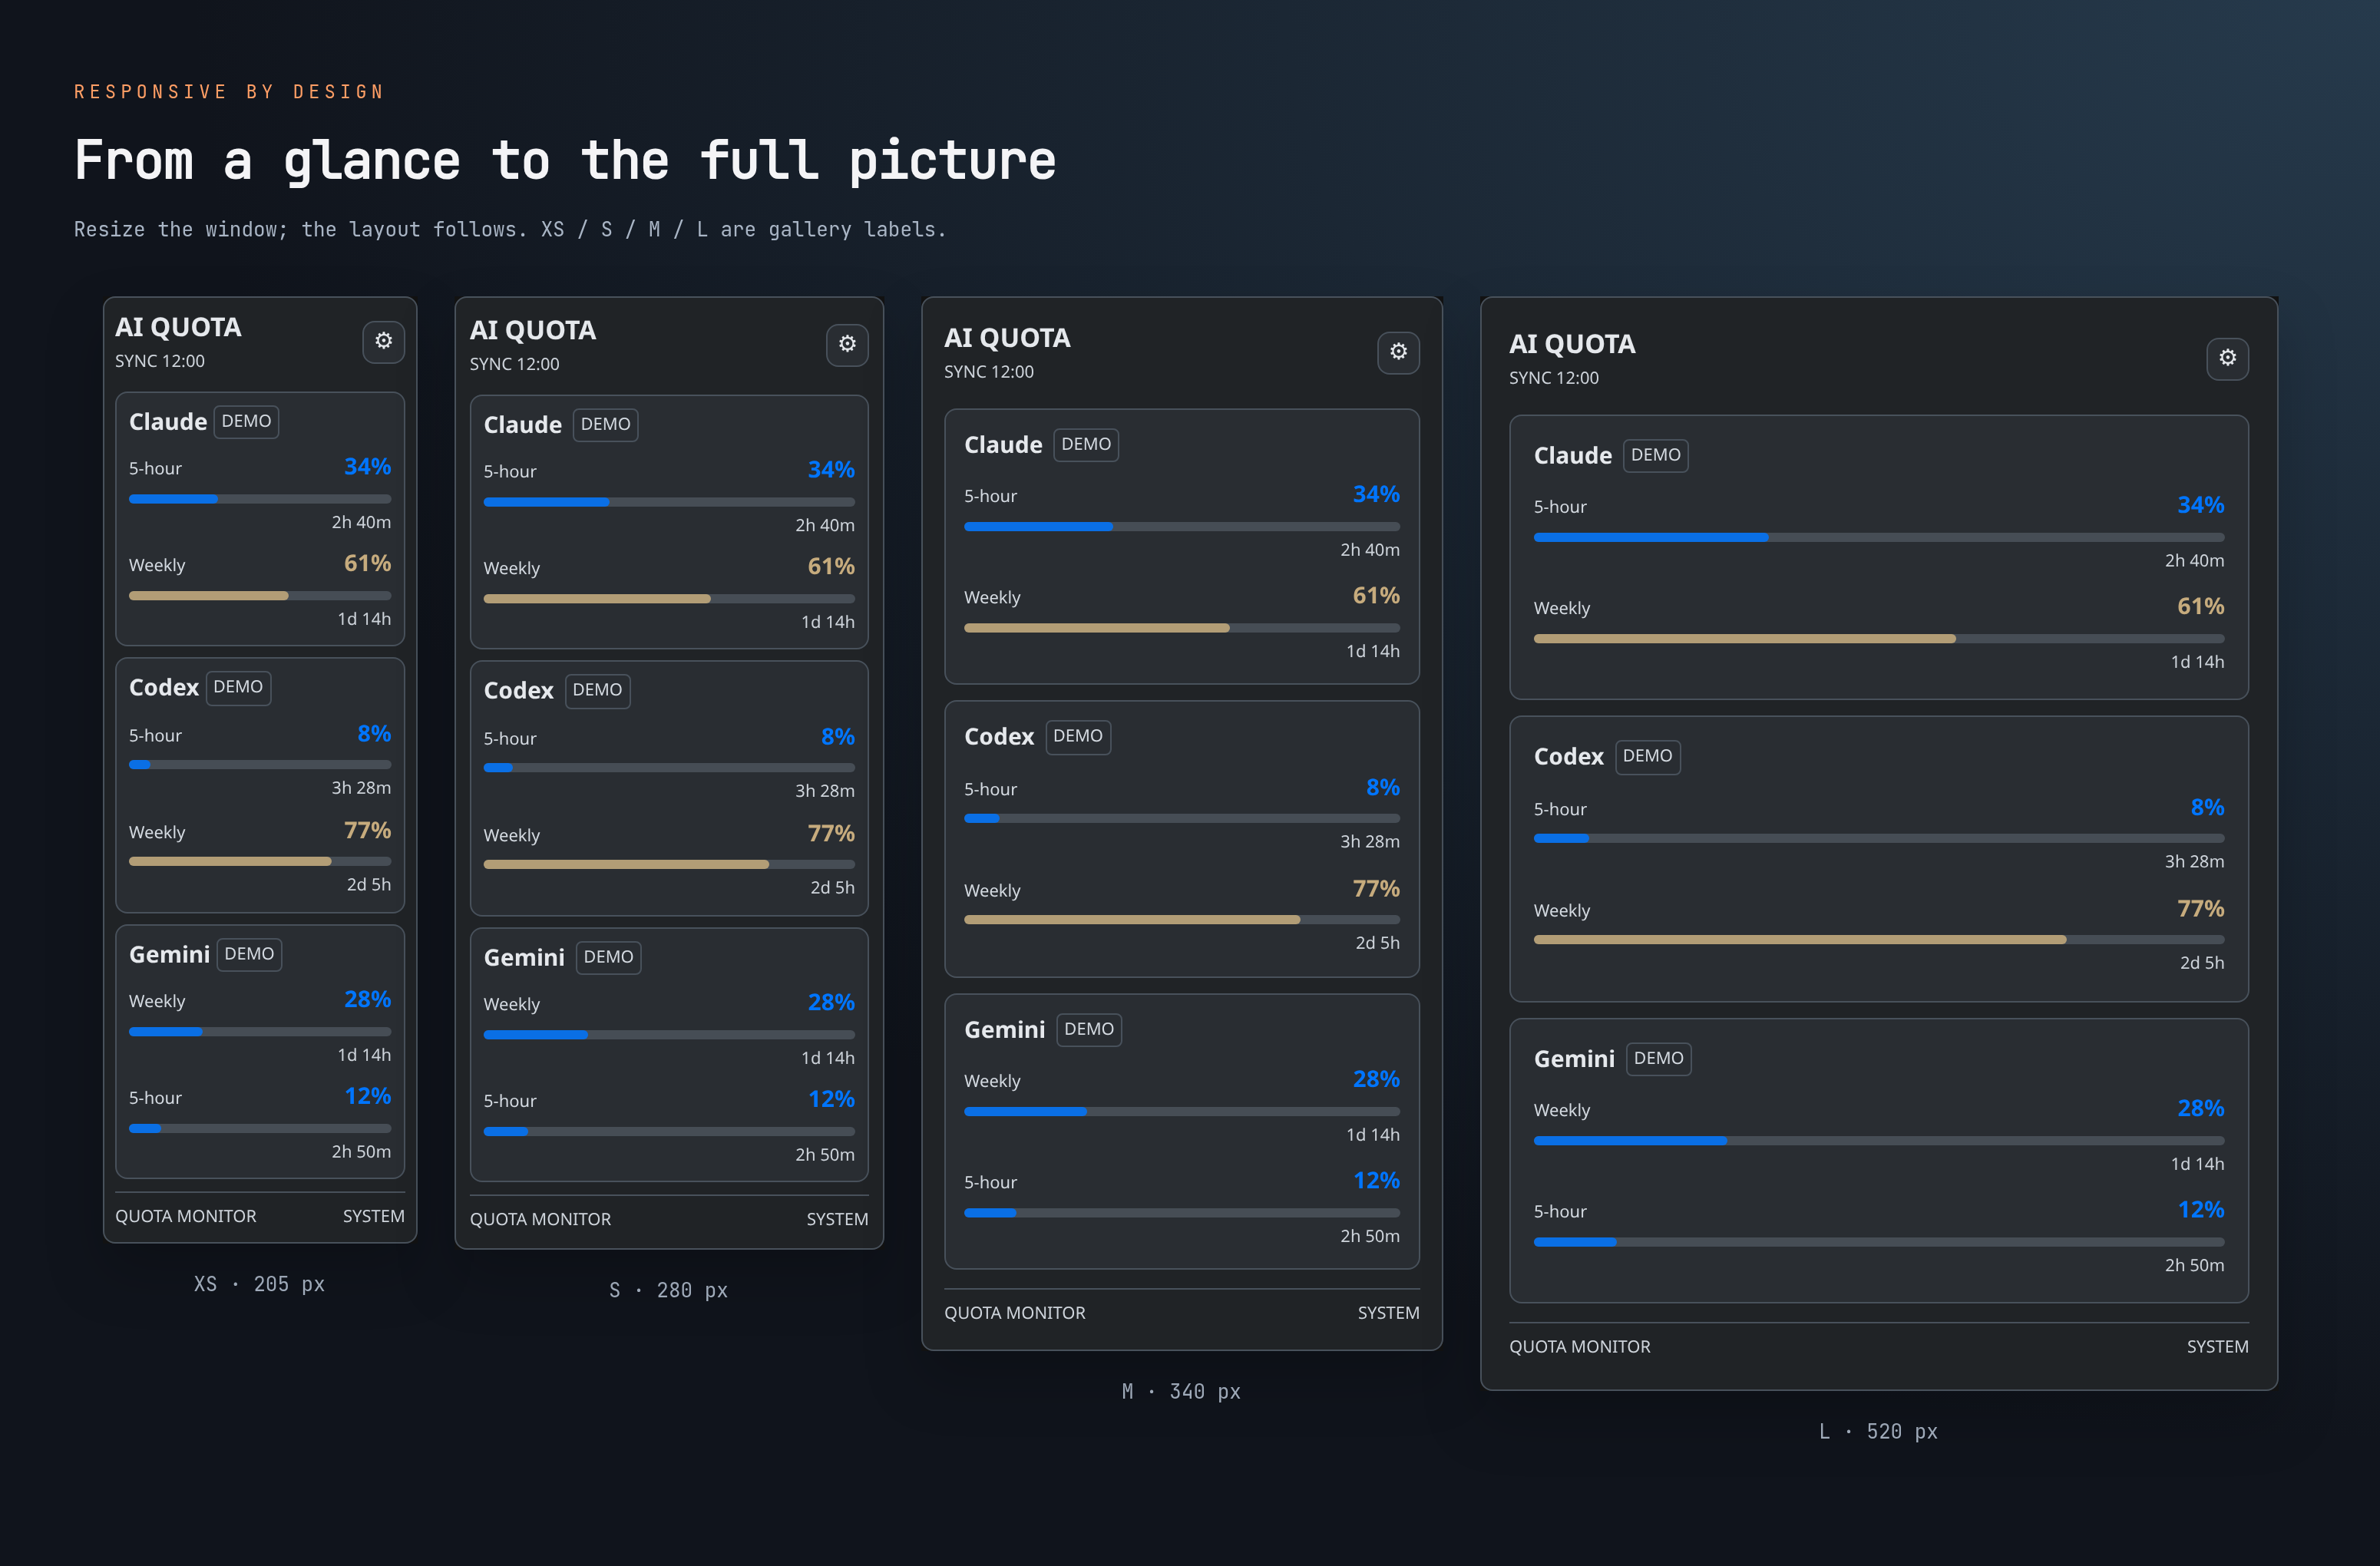 RESPONSIVE BY DESIGN
From a glance to the full picture
Resize the window; the layout follows. XS / S / M / L are gallery labels.
AI QUOTA
SYNC 12:00
⚙
Claude DEMO
5-hour 34%
2h 40m
Weekly 61%
1d 14h
Codex DEMO
5-hour 8%
3h 28m
Weekly 77%
2d 5h
Gemini DEMO
Weekly 28%
1d 14h
5-hour 12%
2h 50m
QUOTA MONITOR SYSTEM
XS · 205 px
AI QUOTA
SYNC 12:00
⚙
Claude DEMO
5-hour 34%
2h 40m
Weekly 61%
1d 14h
Codex DEMO
5-hour 8%
3h 28m
Weekly 77%
2d 5h
Gemini DEMO
Weekly 28%
1d 14h
5-hour 12%
2h 50m
QUOTA MONITOR SYSTEM
S · 280 px
AI QUOTA
SYNC 12:00
⚙
Claude DEMO
5-hour 34%
2h 40m
Weekly 61%
1d 14h
Codex DEMO
5-hour 8%
3h 28m
Weekly 77%
2d 5h
Gemini DEMO
Weekly 28%
1d 14h
5-hour 12%
2h 50m
QUOTA MONITOR SYSTEM
M · 340 px
AI QUOTA
SYNC 12:00
⚙
Claude DEMO
5-hour 34%
2h 40m
Weekly 61%
1d 14h
Codex DEMO
5-hour 8%
3h 28m
Weekly 77%
2d 5h
Gemini DEMO
Weekly 28%
1d 14h
5-hour 12%
2h 50m
QUOTA MONITOR SYSTEM
L · 520 px